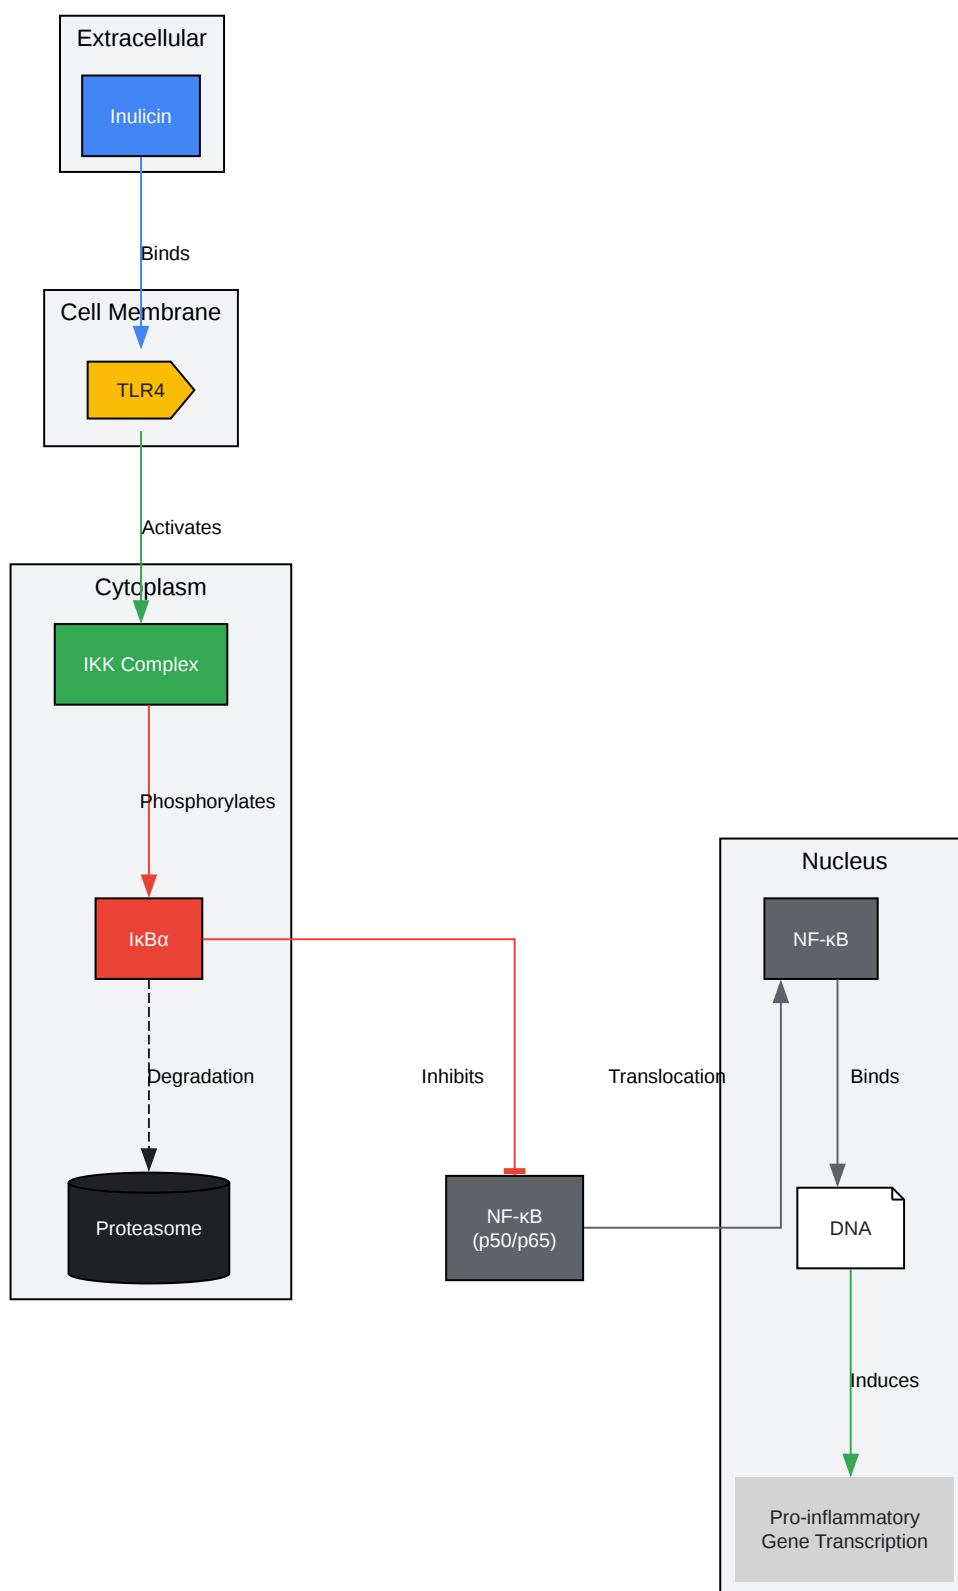 Extracellular
Inulicin
Binds
Cell Membrane
TLR4
Activates
Cytoplasm
IKK Complex
Phosphorylates
Nucleus
IκBα
NF-κB
Degradation
Inhibits
Translocation
Binds
Proteasome
NF-κB
(p50/p65)
DNA
Induces
Pro-inflammatory
Gene Transcription